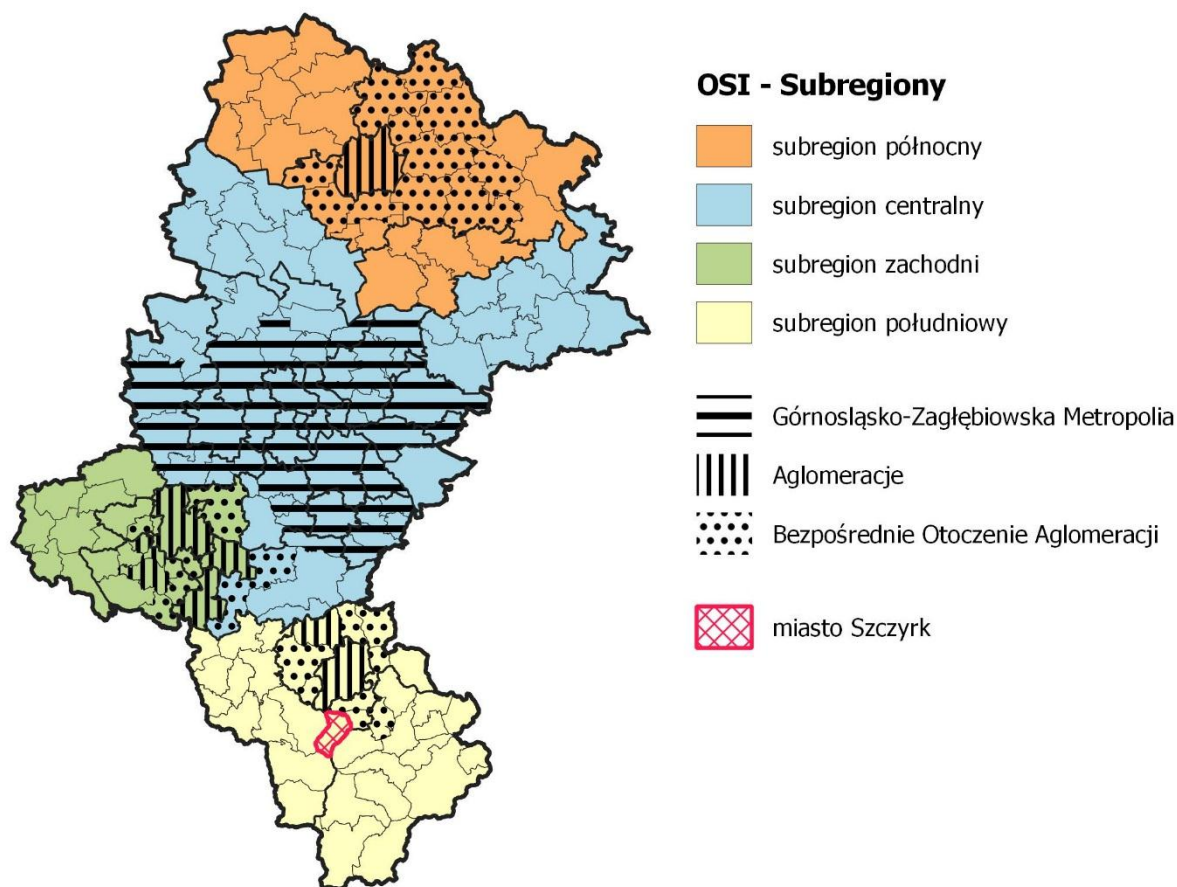 OSI - Subregiony
subregion północny
subregion centralny
subregion zachodni
subregion południowy
Górnośląsko-Zagłębiowska Metropolia
Aglomeracje
Bezpośrednie Otoczenie Aglomeracji
miasto Szczyrk